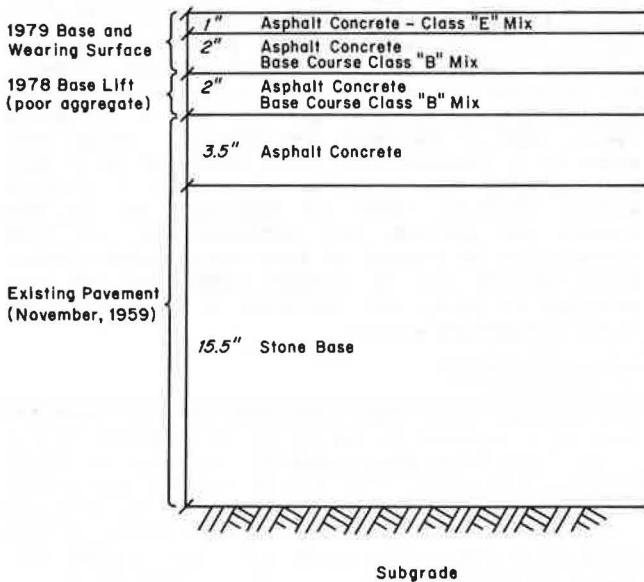 1979 Base and
Wearing Surface
1" Asphalt Concrete - Class "E" Mix
2" Asphalt Concrete
Base Course Class "B" Mix
1978 Base Lift
(poor aggregate)
2" Asphalt Concrete
Base Course Class "B" Mix
3.5" Asphalt Concrete
Existing Pavement
(November, 1959)
15.5" Stone Base
Subgrade